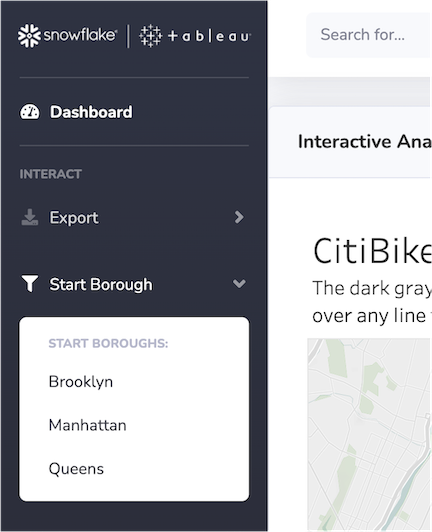 snowflake® | +ableau
Search for...
Dashboard
Interactive Ana
INTERACT
Export
Start Borough
START BOROUGHS:
Brooklyn
Manhattan
Queens
CitiBike
The dark gray
over any line